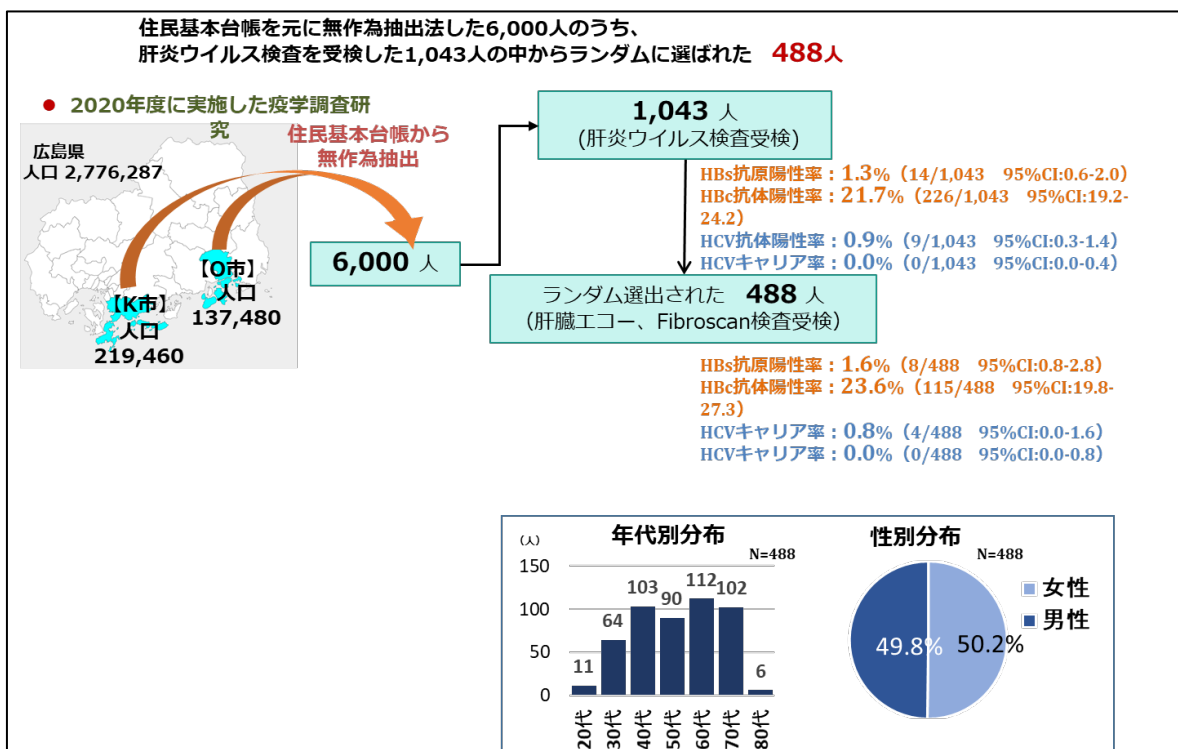 住民基本台帳を元に無作為抽出法した6,000人のうち、
肝炎ウイルス検査を受検した1,043人の中からランダムに選ばれた 488人
● 2020年度に実施した疫学調査研
究
広島県
人口 2,776,287
住民基本台帳から
無作為抽出
【O市】
人口
137,480
【K市】
人口
219,460
6,000 人
1,043 人
(肝炎ウイルス検査受検)
HBs抗原陽性率：1.3%（14/1,043 95%CI:0.6-2.0）
HBc抗体陽性率：21.7%（226/1,043 95%CI:19.2-
24.2）
HCV抗体陽性率：0.9%（9/1,043 95%CI:0.3-1.4）
HCVキャリア率：0.0%（0/1,043 95%CI:0.0-0.4）
ランダム選出された 488 人
（肝臓エコー、Fibroscan検査受検）
HBs抗原陽性率：1.6%（8/488 95%CI:0.8-2.8）
HBc抗体陽性率：23.6%（115/488 95%CI:19.8-
27.3）
HCVキャリア率：0.8%（4/488 95%CI:0.0-1.6）
HCVキャリア率：0.0%（0/488 95%CI:0.0-0.8）
年代別分布
（人）
N=488
150
100
50
0
11
64
103
90
112
102
6
20代
30代
40代
50代
60代
70代
80代
性別分布
N=488
49.8%
50.2%
女性
男性